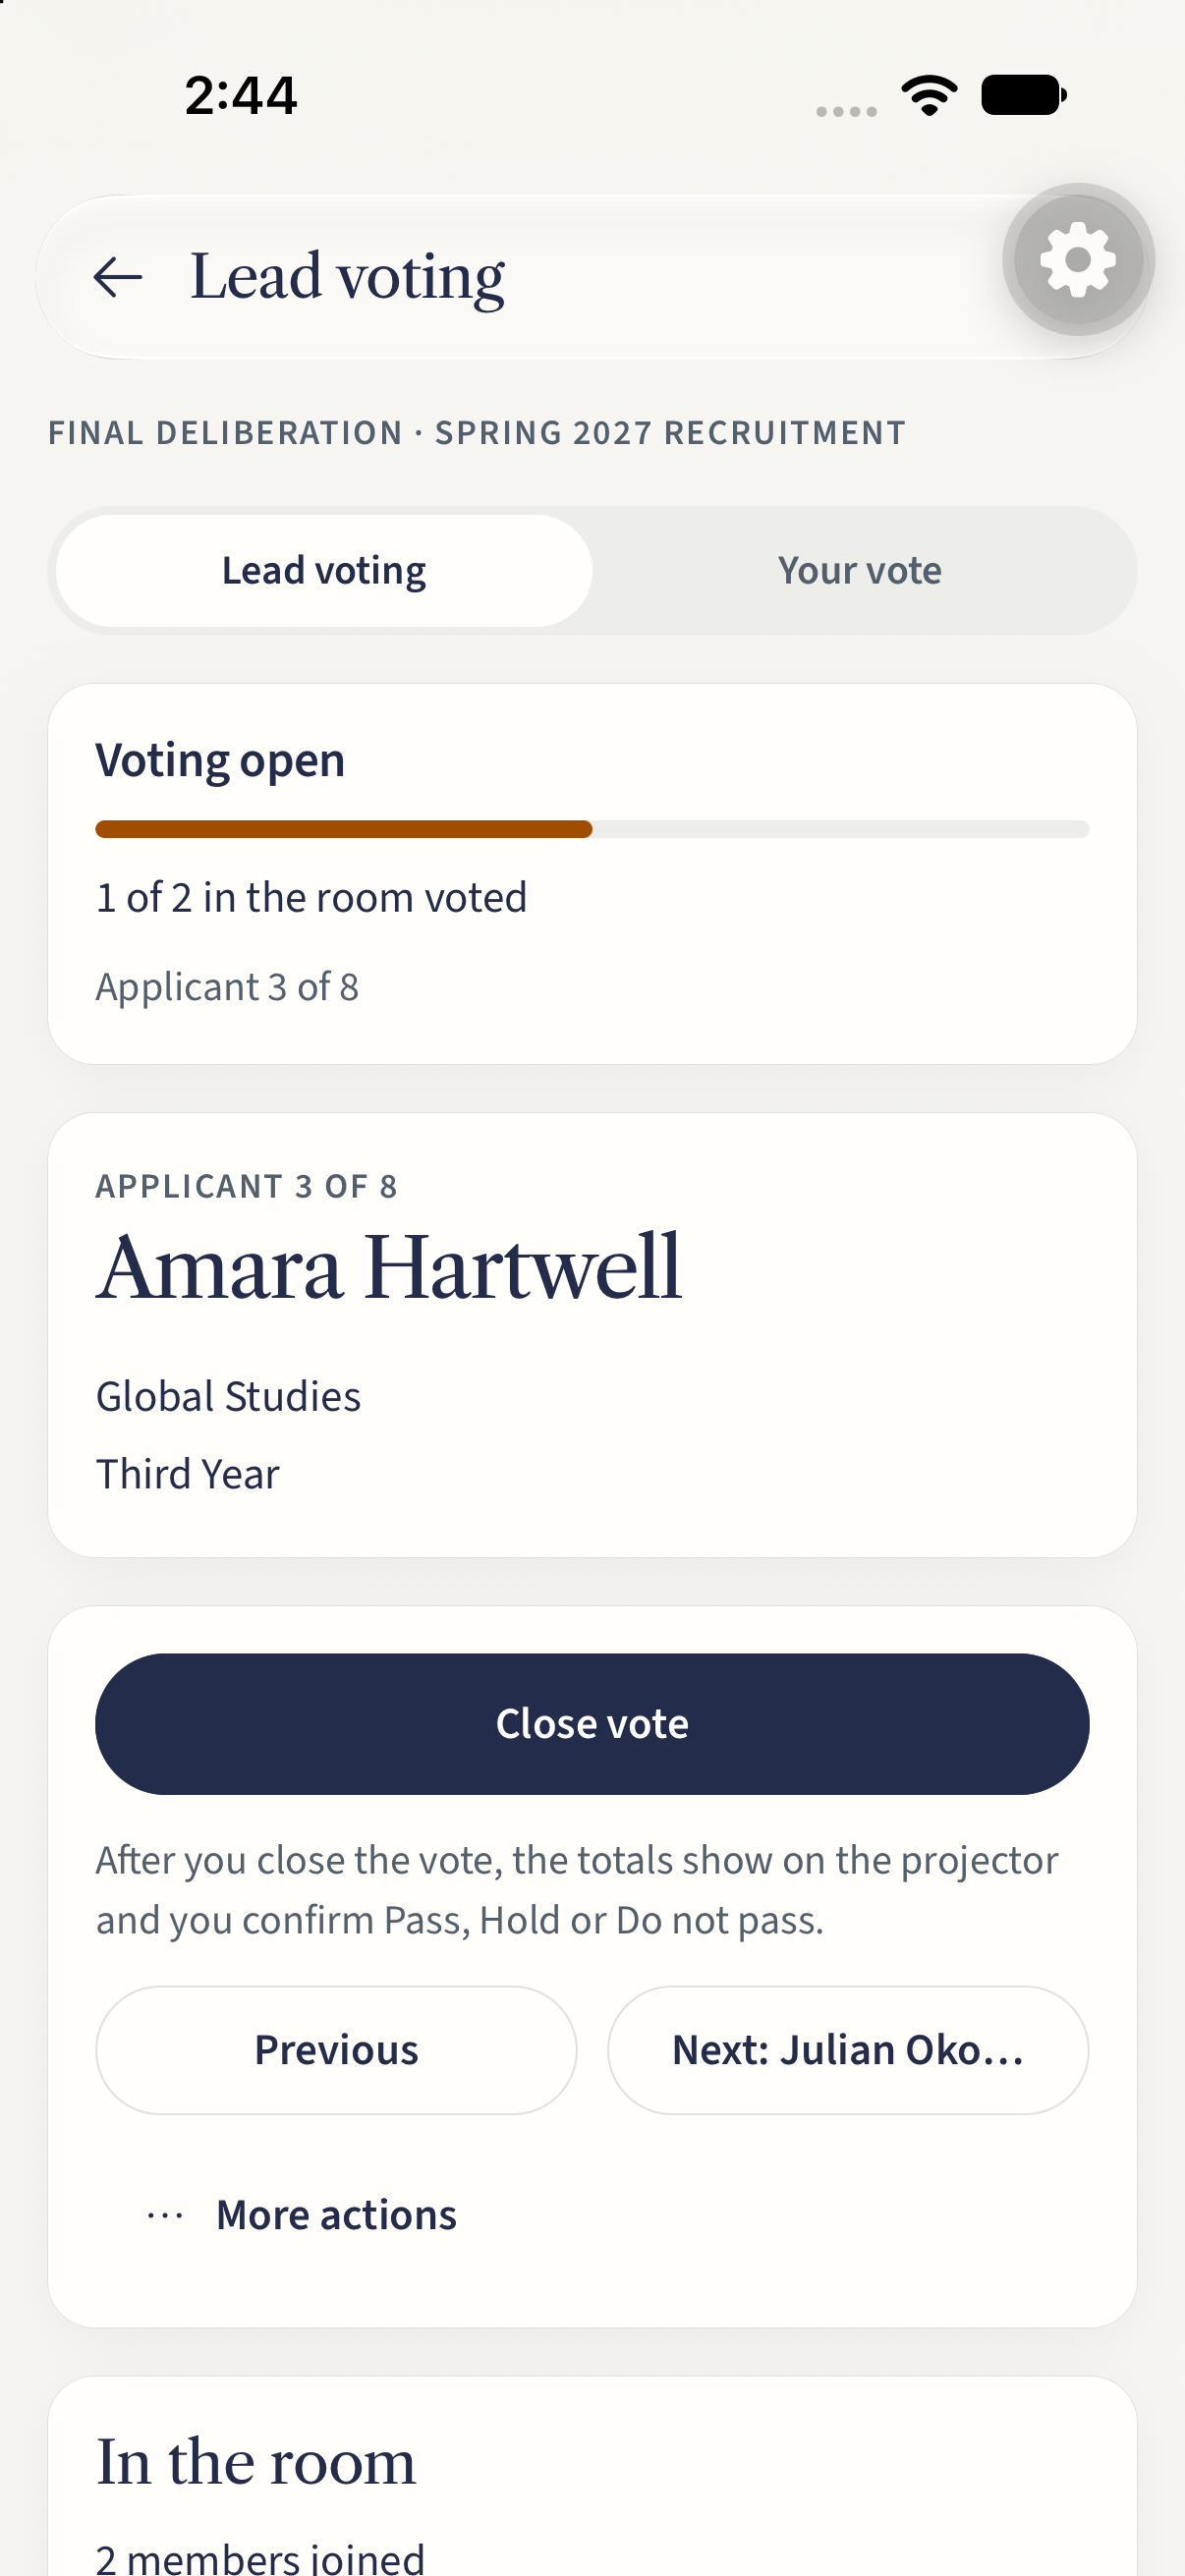 2:44
Lead voting
FINAL DELIBERATION · SPRING 2027 RECRUITMENT
Lead voting
Your vote
Voting open
1 of 2 in the room voted
Applicant 3 of 8
APPLICANT 3 OF 8
Amara Hartwell
Global Studies
Third Year
Close vote
After you close the vote, the totals show on the projector
and you confirm Pass, Hold or Do not pass.
Previous
Next: Julian Oko...
... More actions
In the room
2 members joined